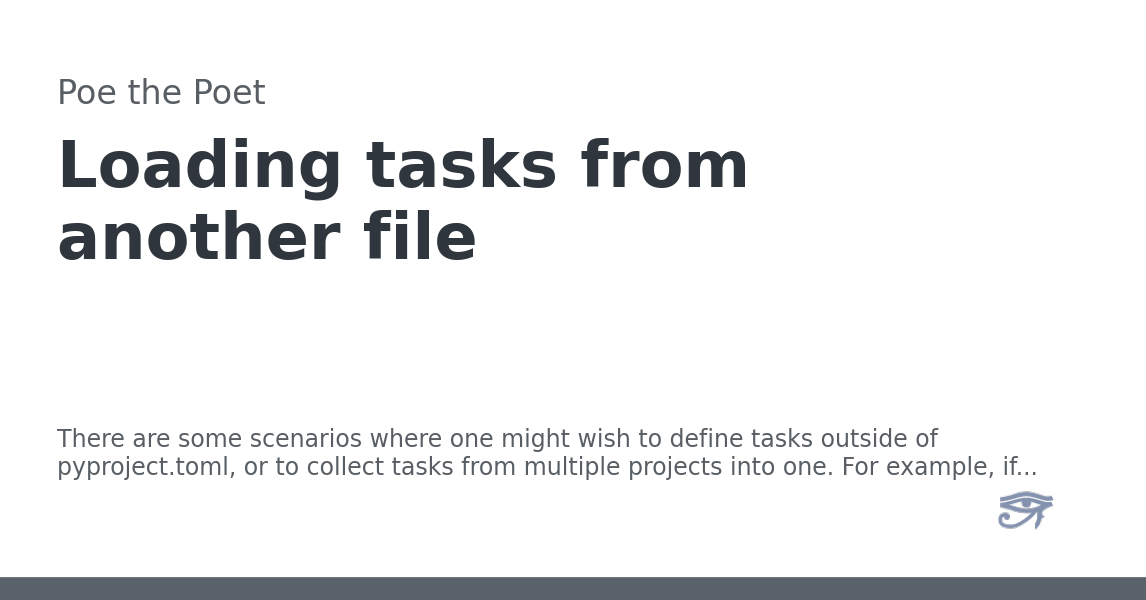 Poe the Poet
Loading tasks from
another file
There are some scenarios where one might wish to define tasks outside of
pyproject.toml, or to collect tasks from multiple projects into one. For example, if...